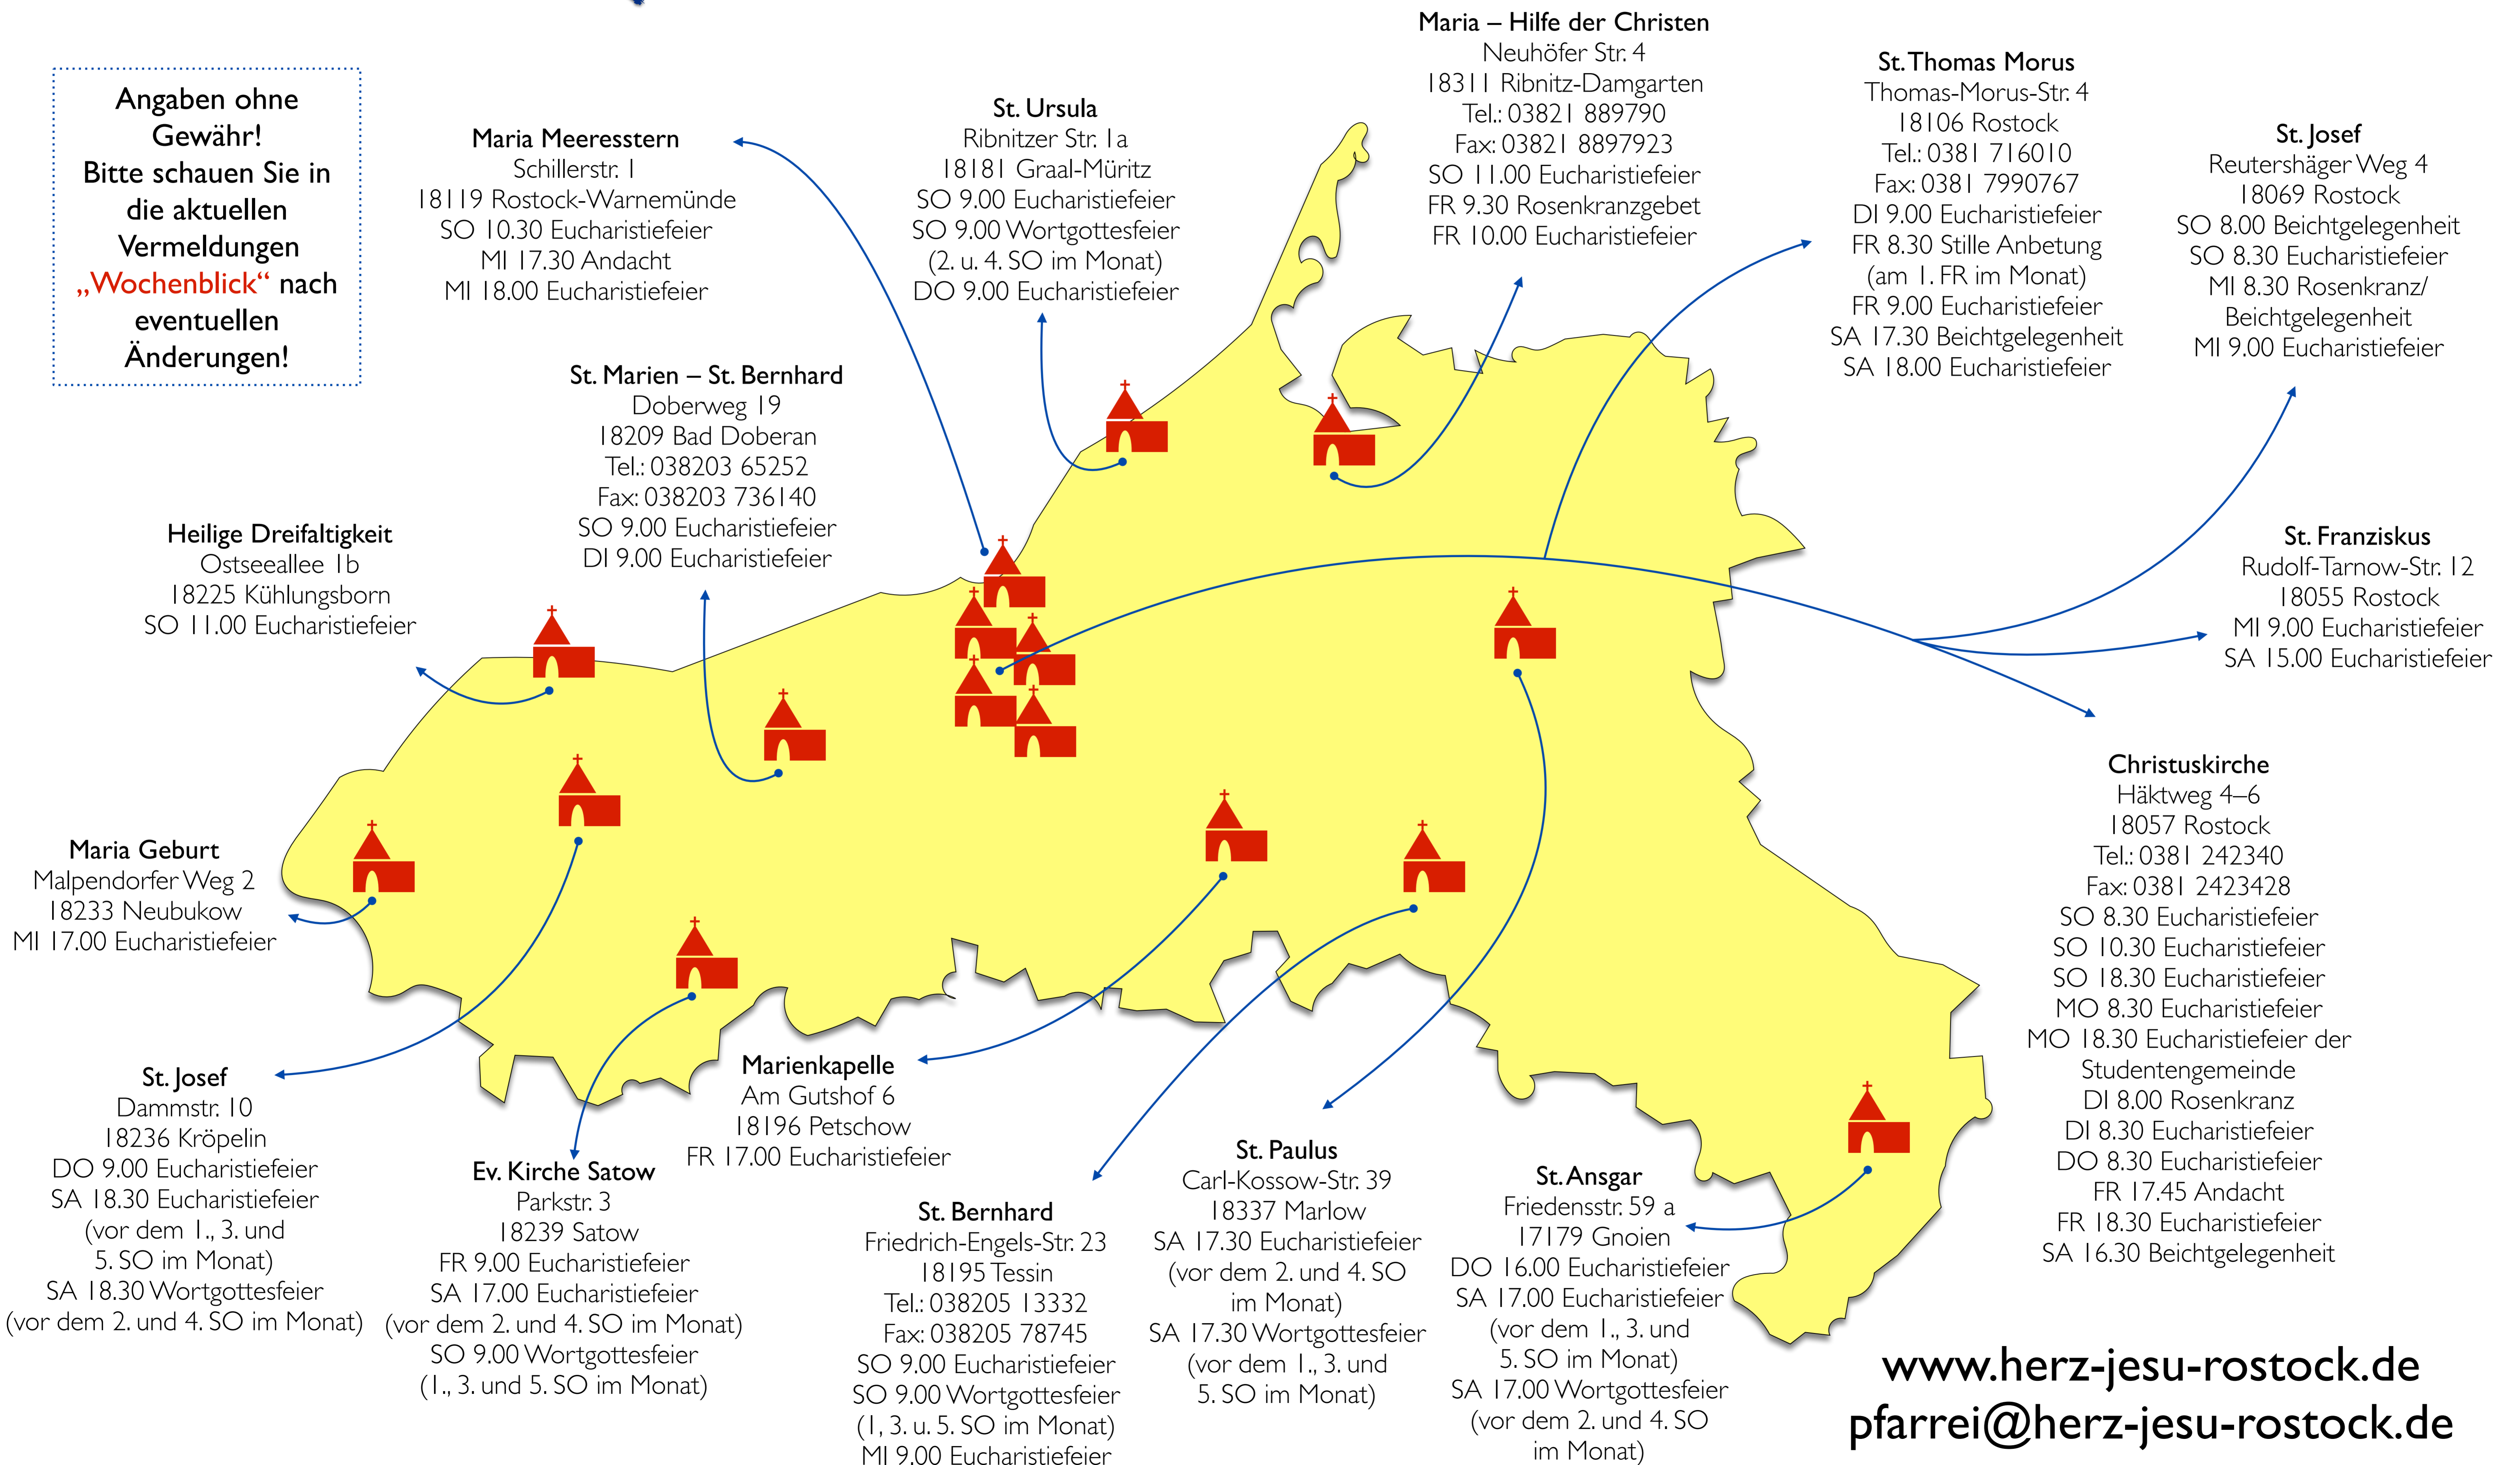 Angaben ohne
Gewähr!
Bitte schauen Sie in
die aktuellen
Vermeldungen
„Wochenblick“ nach
eventuellen
Änderungen!
Maria Meeresstern
Schillerstr. 1
18119 Rostock-Warnemünde
SO 10.30 Eucharistiefeier
MI 17.30 Andacht
MI 18.00 Eucharistiefeier
St. Ursula
Ribnitzer Str. 1a
18181 Graal-Müritz
SO 9.00 Eucharistiefeier
SO 9.00 Wortgottesfeier
(2. u. 4. SO im Monat)
DO 9.00 Eucharistiefeier
Maria – Hilfe der Christen
Neuhöfer Str. 4
18311 Ribnitz-Damgarten
Tel.: 03821 889790
Fax: 03821 8897923
SO 11.00 Eucharistiefeier
FR 9.30 Rosenkranzgebet
FR 10.00 Eucharistiefeier
St. Thomas Morus
Thomas-Morus-Str. 4
18106 Rostock
Tel.: 0381 716010
Fax: 0381 7990767
DI 9.00 Eucharistiefeier
FR 8.30 Stille Anbetung
(am 1. FR im Monat)
FR 9.00 Eucharistiefeier
SA 17.30 Beichtgelegenheit
SA 18.00 Eucharistiefeier
St. Josef
Reutershäger Weg 4
18069 Rostock
SO 8.00 Beichtgelegenheit
SO 8.30 Eucharistiefeier
MI 8.30 Rosenkranz/
Beichtgelegenheit
MI 9.00 Eucharistiefeier
St. Marien – St. Bernhard
Doberweg 19
18209 Bad Doberan
Tel.: 038203 65252
Fax: 038203 736140
SO 9.00 Eucharistiefeier
DI 9.00 Eucharistiefeier
Heilige Dreifaltigkeit
Ostseeallee 1b
18225 Kühlungsborn
SO 11.00 Eucharistiefeier
St. Franziskus
Rudolf-Tarnow-Str. 12
18055 Rostock
MI 9.00 Eucharistiefeier
SA 15.00 Eucharistiefeier
Christuskirche
Häktweg 4–6
18057 Rostock
Tel.: 0381 242340
Fax: 0381 2423428
SO 8.30 Eucharistiefeier
SO 10.30 Eucharistiefeier
SO 18.30 Eucharistiefeier
MO 8.30 Eucharistiefeier
MO 18.30 Eucharistiefeier der
Studentengemeinde
DI 8.00 Rosenkranz
DI 8.30 Eucharistiefeier
DO 8.30 Eucharistiefeier
FR 17.45 Andacht
FR 18.30 Eucharistiefeier
SA 16.30 Beichtgelegenheit
Maria Geburt
Malpendorfer Weg 2
18233 Neubukow
MI 17.00 Eucharistiefeier
St. Josef
Dammstr. 10
18236 Kröpelin
DO 9.00 Eucharistiefeier
SA 18.30 Eucharistiefeier
(vor dem 1., 3. und
5. SO im Monat)
SA 18.30 Wortgottesfeier
(vor dem 2. und 4. SO im Monat)
Ev. Kirche Satow
Parkstr. 3
18239 Satow
FR 9.00 Eucharistiefeier
SA 17.00 Eucharistiefeier
(vor dem 2. und 4. SO im Monat)
SO 9.00 Wortgottesfeier
(1., 3. und 5. SO im Monat)
Marienkapelle
Am Gutshof 6
18196 Petschow
FR 17.00 Eucharistiefeier
St. Bernhard
Friedrich-Engels-Str. 23
18195 Tessin
Tel.: 038205 13332
Fax: 038205 78745
SO 9.00 Eucharistiefeier
SO 9.00 Wortgottesfeier
(1, 3. u. 5. SO im Monat)
MI 9.00 Eucharistiefeier
St. Paulus
Carl-Kossow-Str. 39
18337 Marlow
SA 17.30 Eucharistiefeier
(vor dem 2. und 4. SO
im Monat)
SA 17.30 Wortgottesfeier
(vor dem 1., 3. und
5. SO im Monat)
St. Ansgar
Friedensstr. 59 a
17179 Gnoien
DO 16.00 Eucharistiefeier
SA 17.00 Eucharistiefeier
(vor dem 1., 3. und
5. SO im Monat)
SA 17.00 Wortgottesfeier
(vor dem 2. und 4. SO
im Monat)
www.herz-jesu-rostock.de
pfarrei@herz-jesu-rostock.de